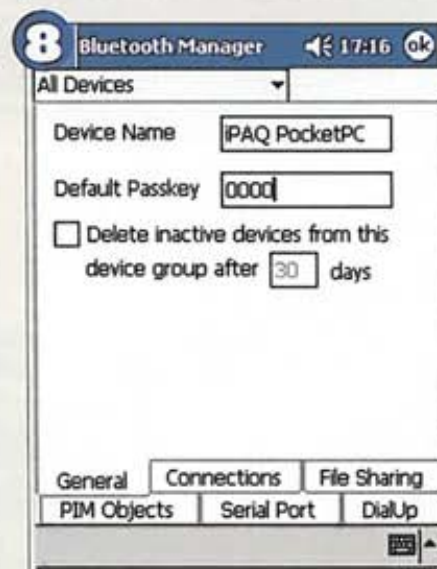 8 Bluetooth Manager 17:16 ok
All Devices
Device Name iPAQ PocketPC
Default Passkey 0000
Delete inactive devices from this
device group after 30 days
General Connections File Sharing
PIM Objects Serial Port DialUp